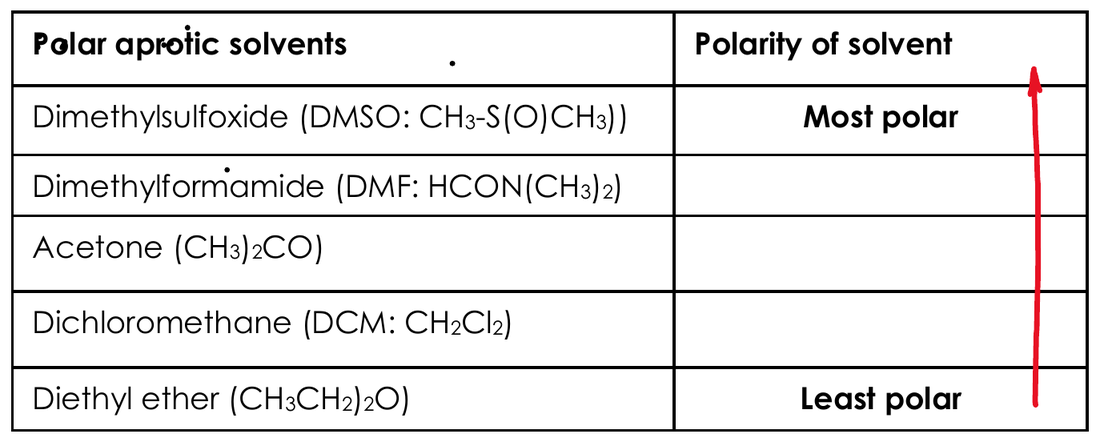 Polar aprotic solvents
Polarity of solvent
Dimethylsulfoxide (DMSO: CH3-S(O)CH3))
Most polar
Dimethylformamide (DMF: HCON(CH3)2)
Acetone (CH3)2CO)
Dichloromethane (DCM: CH2Cl2)
Diethyl ether (CH3CH2)2O)
Least polar